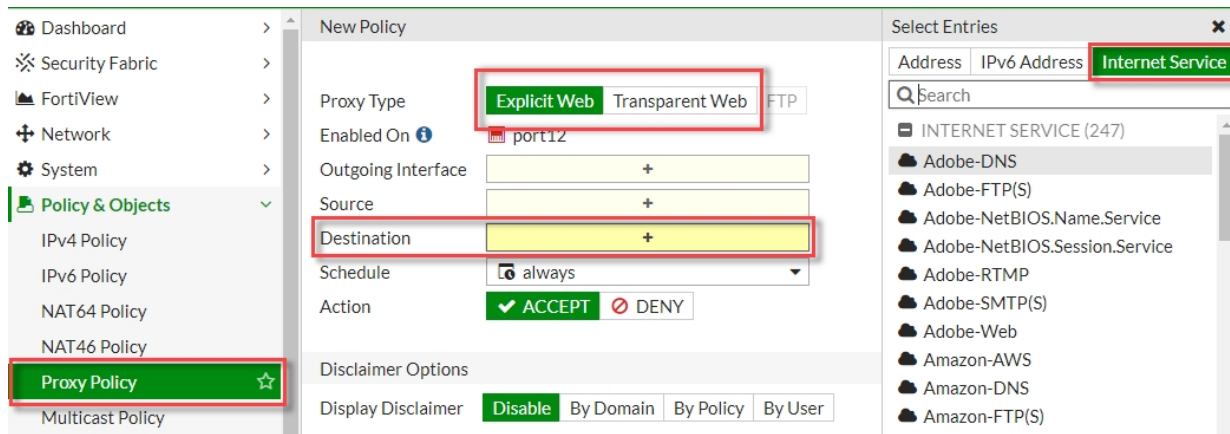 Dashboard
Security Fabric
FortiView
Network
System
Policy & Objects
IPv4 Policy
IPv6 Policy
NAT64 Policy
NAT46 Policy
Proxy Policy
Multicast Policy
New Policy
Proxy Type Explicit Web Transparent Web FTP
Enabled On port12
Outgoing Interface +
Source +
Destination +
Schedule always
Action ACCEPT DENY
Disclaimer Options
Display Disclaimer Disable By Domain By Policy By User
Select Entries
Address IPv6 Address Internet Service
Search
INTERNET SERVICE (247)
Adobe-DNS
Adobe-FTP(S)
Adobe-NetBIOS.Name.Service
Adobe-NetBIOS.Session.Service
Adobe-RTMP
Adobe-SMTP(S)
Adobe-Web
Amazon-AWS
Amazon-DNS
Amazon-FTP(S)